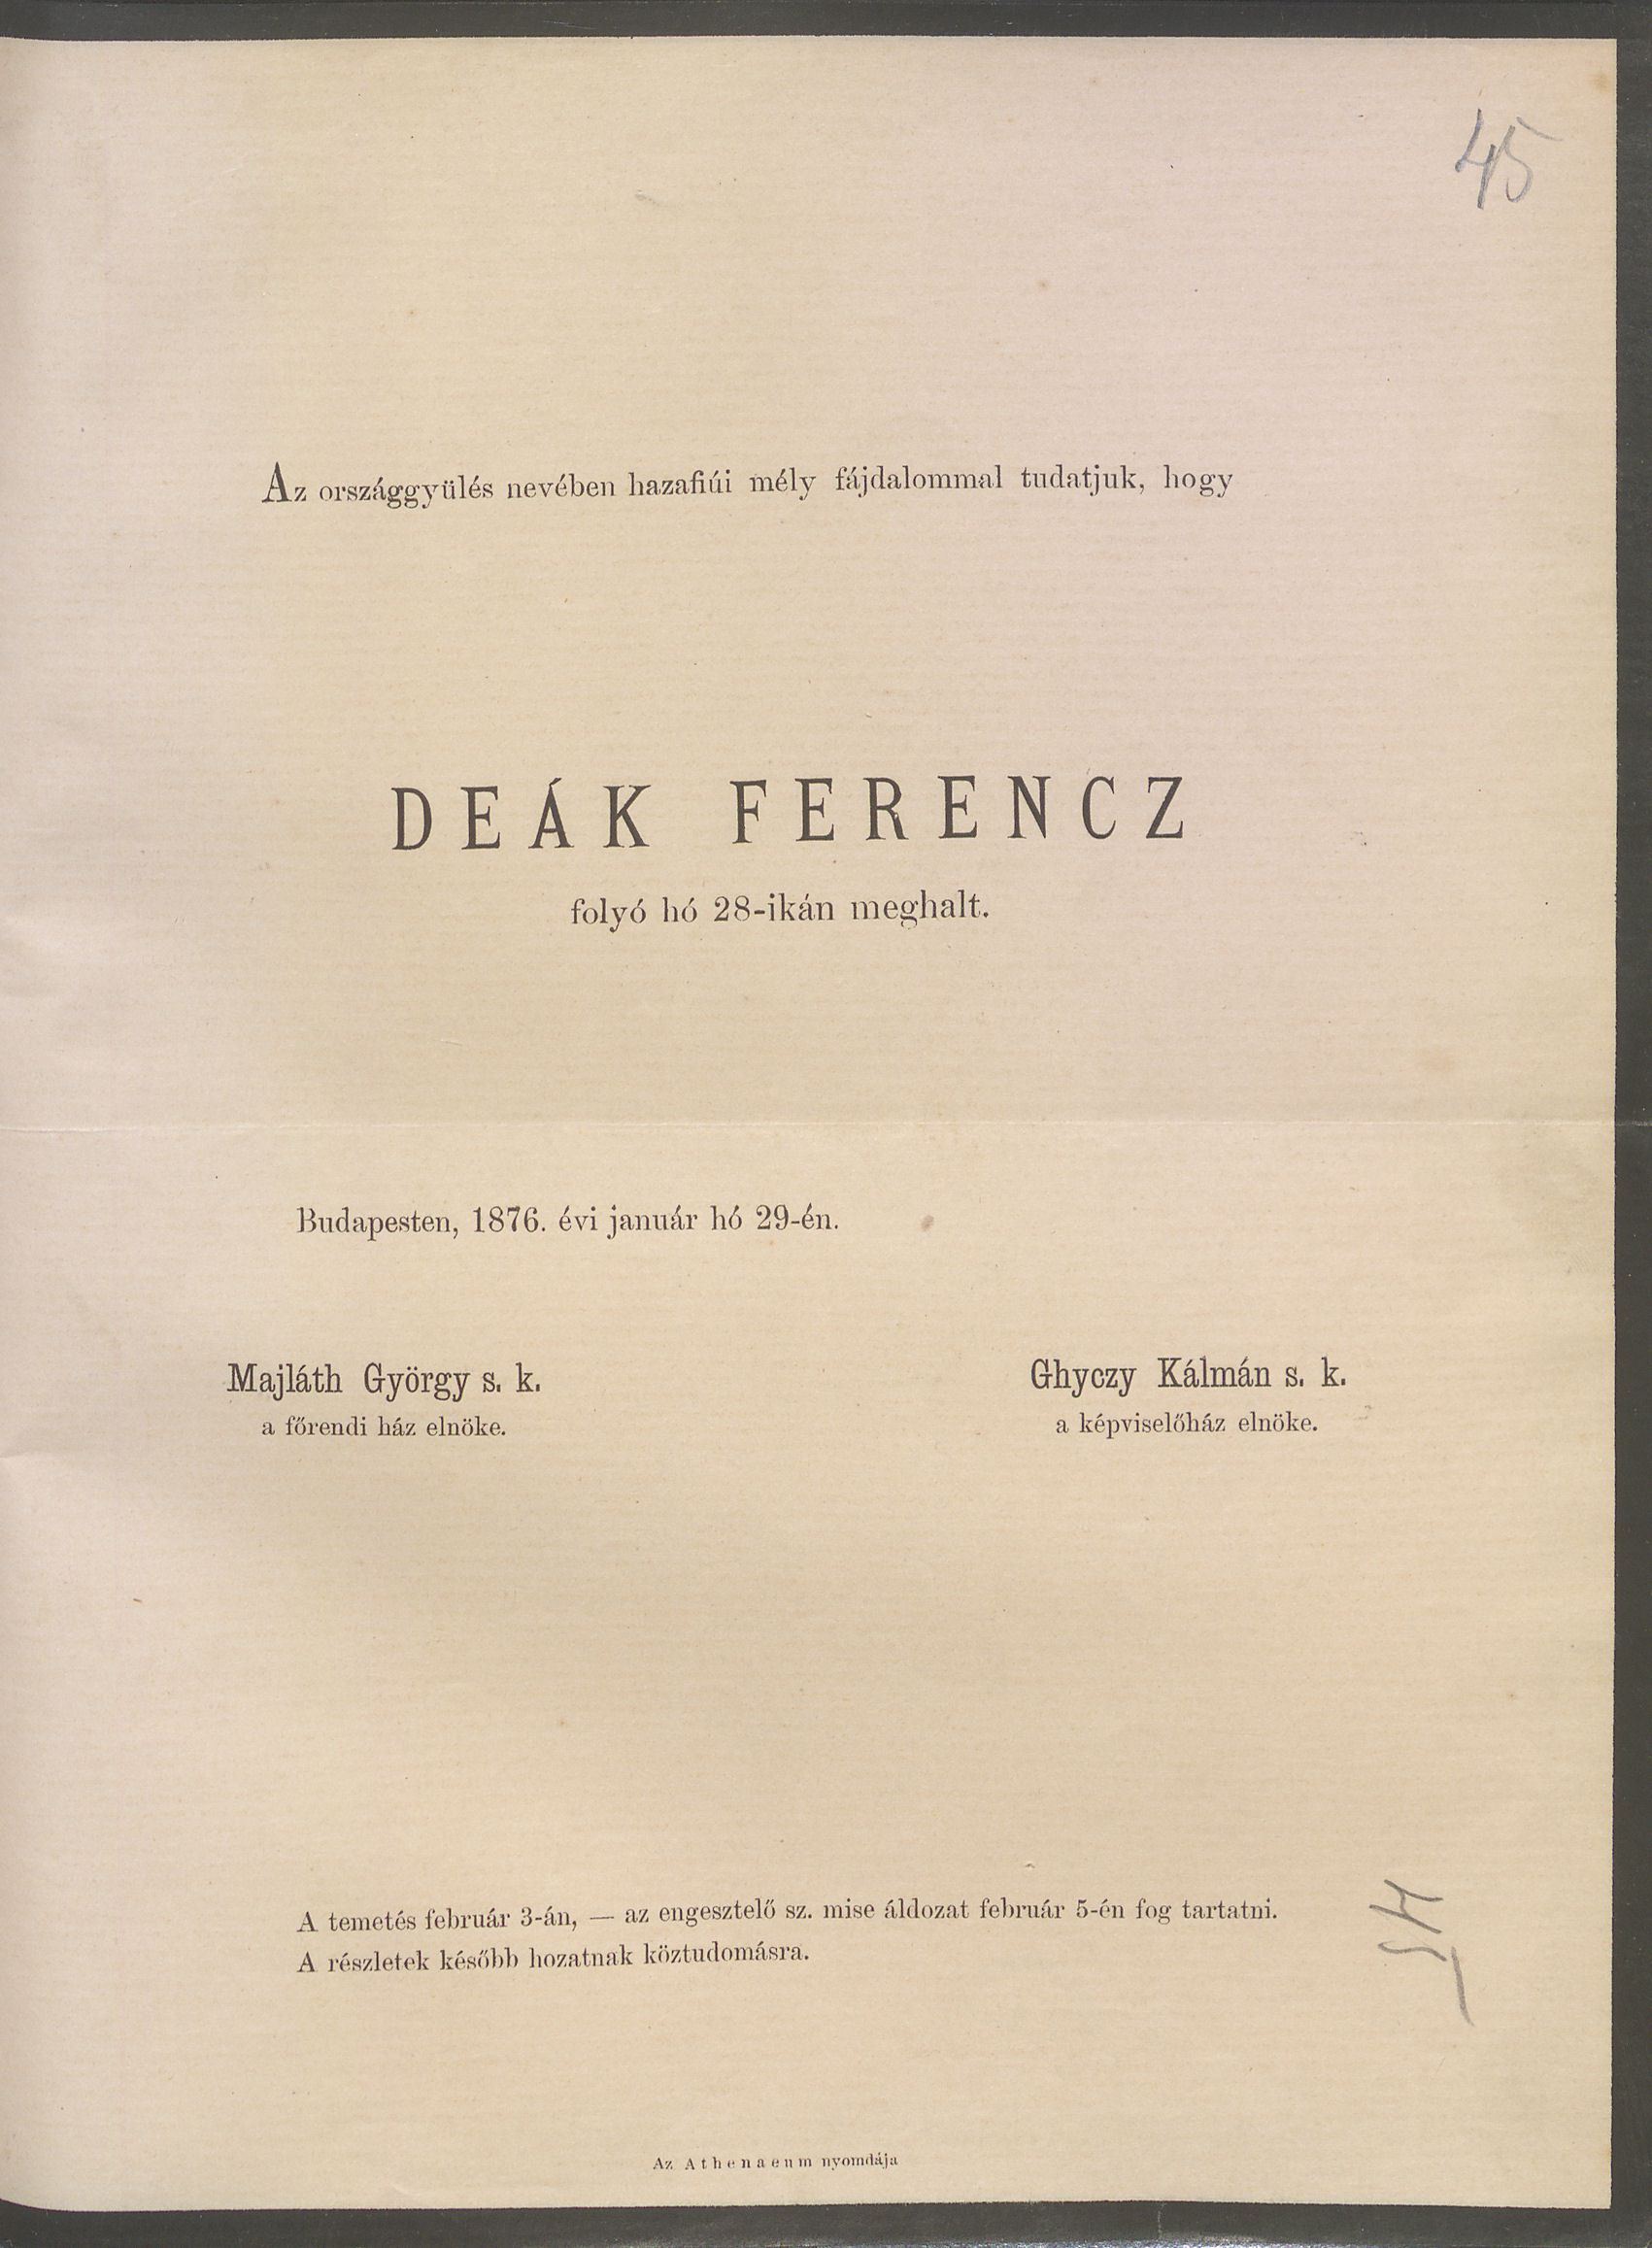 45
Az országgyülés nevében hazafiúi mély fájdalommal tudatjuk, hogy
DEÁK FERENCZ
folyó hó 28-ikán meghalt.
Budapesten, 1876. évi január hó 29-én.
Majláth György s. k.
a főrendi ház elnöke.
Ghyczy Kálmán s. k.
a képviselőház elnöke.
A temetés február 3-án, — az engesztelő sz. mise áldozat február 5-én fog tartatni.
A részletek később hozatnak köztudomásra.
45
Az Athenaeum nyomdája